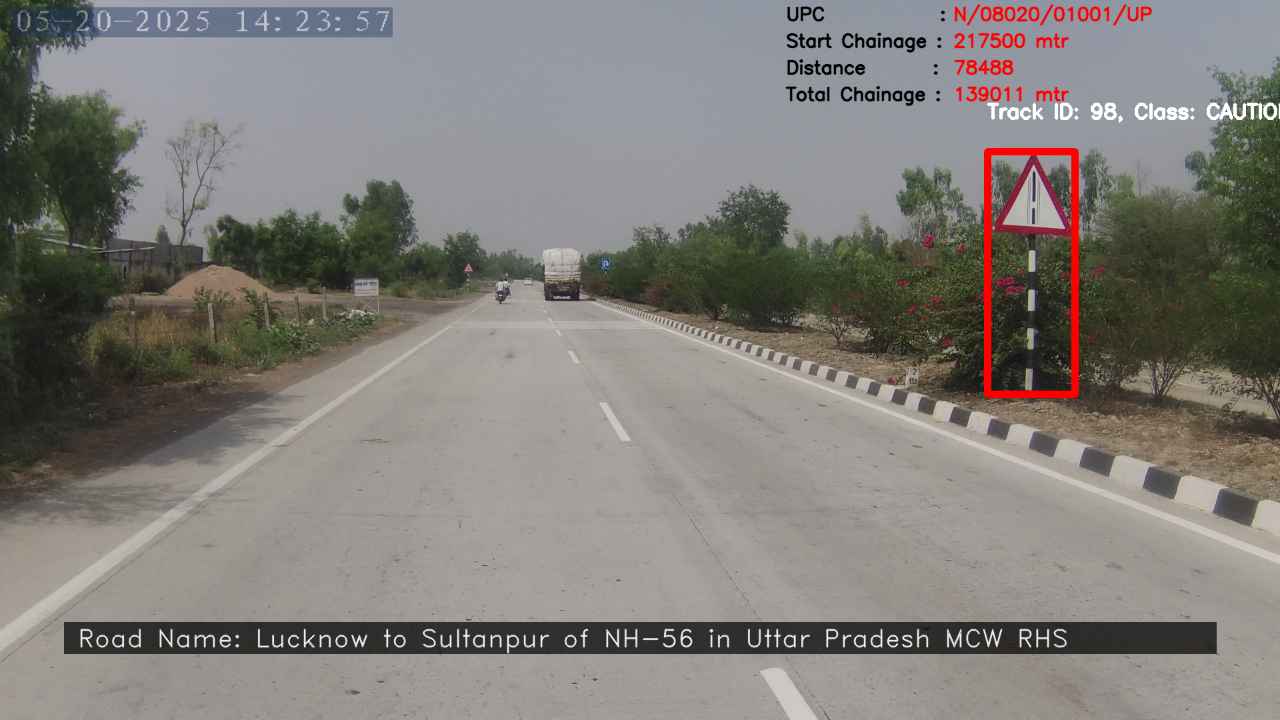 05-20-2025 14:23:57
UPC : N/08020/01001/UP
Start Chainage : 217500 mtr
Distance : 78488
Total Chainage : 139011 mtr
Track ID: 98, Class: CAUTIO
P
Road Name: Lucknow to Sultanpur of NH-56 in Uttar Pradesh MCW RHS